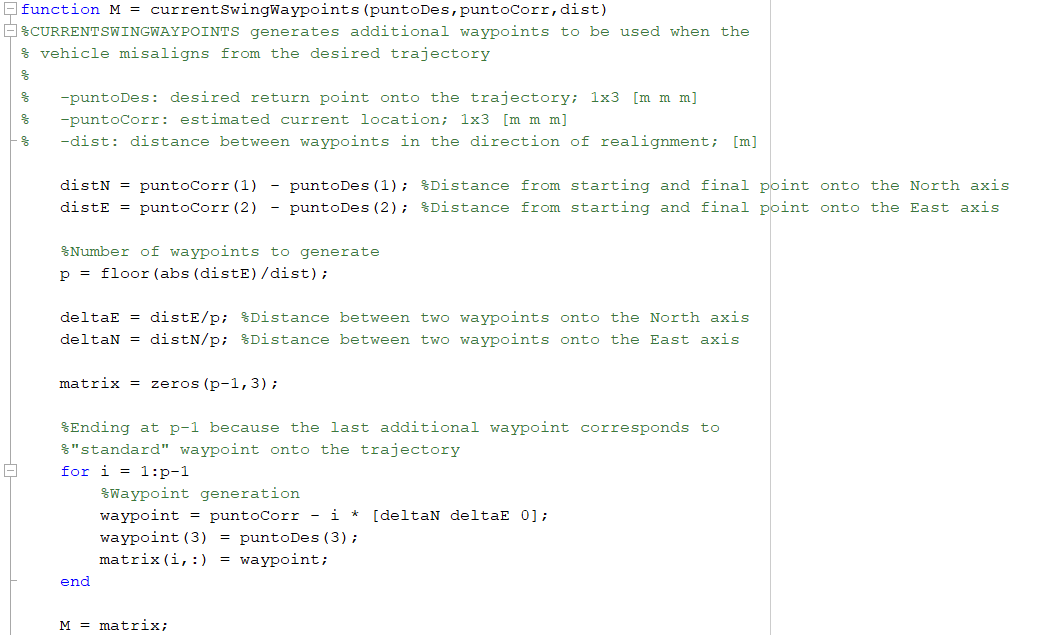 function M = currentSwingWaypoints(puntoDes,puntoCorr,dist)
%CURRENTSWINGWAYPOINTS generates additional waypoints to be used when the
% vehicle misaligns from the desired trajectory
%
%   -puntoDes: desired return point onto the trajectory; 1x3 [m m m]
%   -puntoCorr: estimated current location; 1x3 [m m m]
%   -dist: distance between waypoints in the direction of realignment; [m]
    distN = puntoCorr(1) - puntoDes(1); %Distance from starting and final point onto the North axis
    distE = puntoCorr(2) - puntoDes(2); %Distance from starting and final point onto the East axis
    %Number of waypoints to generate
    p = floor(abs(distE)/dist);
    deltaE = distE/p; %Distance between two waypoints onto the North axis
    deltaN = distN/p; %Distance between two waypoints onto the East axis
    matrix = zeros(p-1,3);
    %Ending at p-1 because the last additional waypoint corresponds to
    %"standard" waypoint onto the trajectory
    for i = 1:p-1
        %Waypoint generation
        waypoint = puntoCorr - i * [deltaN deltaE 0];
        waypoint(3) = puntoDes(3);
        matrix(i,:) = waypoint;
    end
    M = matrix;